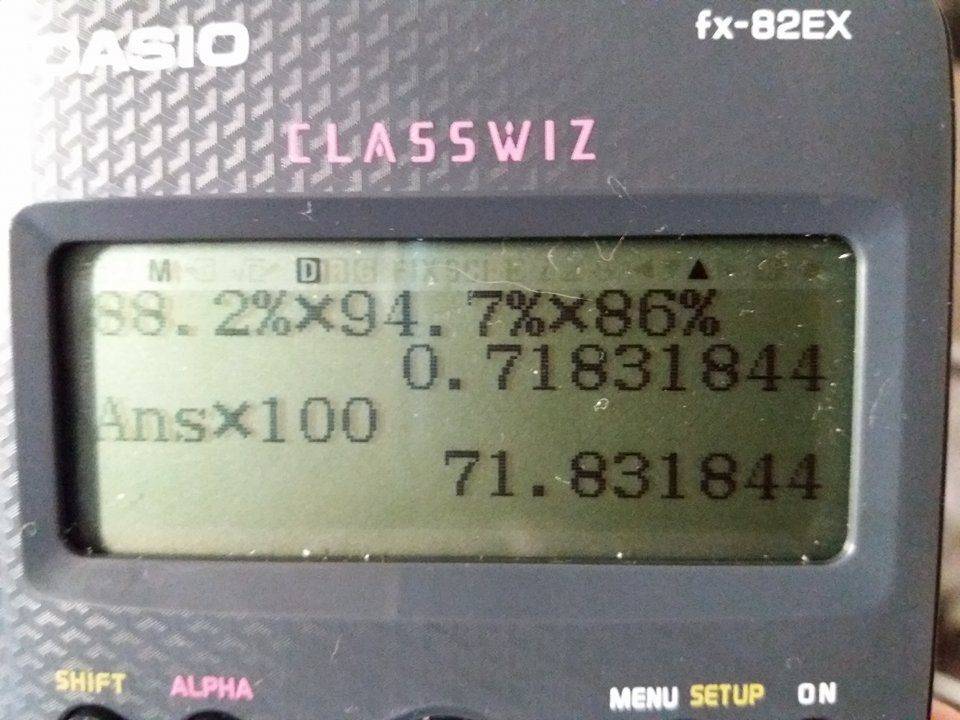 CASIO
fx-82EX
CLASSWIZ
M D ▲
88.2%×94.7%×86%
0.71831844
Ans×100
71.831844
SHIFT ALPHA MENU SETUP ON